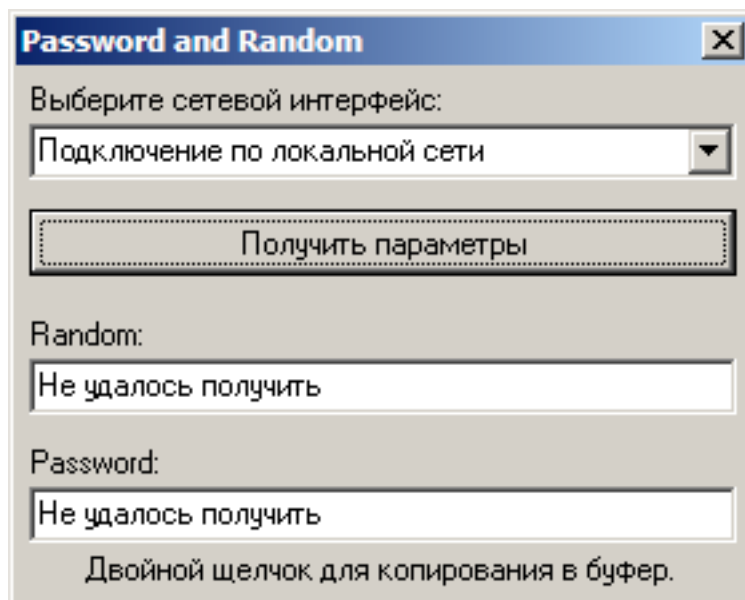 Password and Random
Выберите сетевой интерфейс:
Подключение по локальной сети
Получить параметры
Random:
Не удалось получить
Password:
Не удалось получить
Двойной щелчок для копирования в буфер.